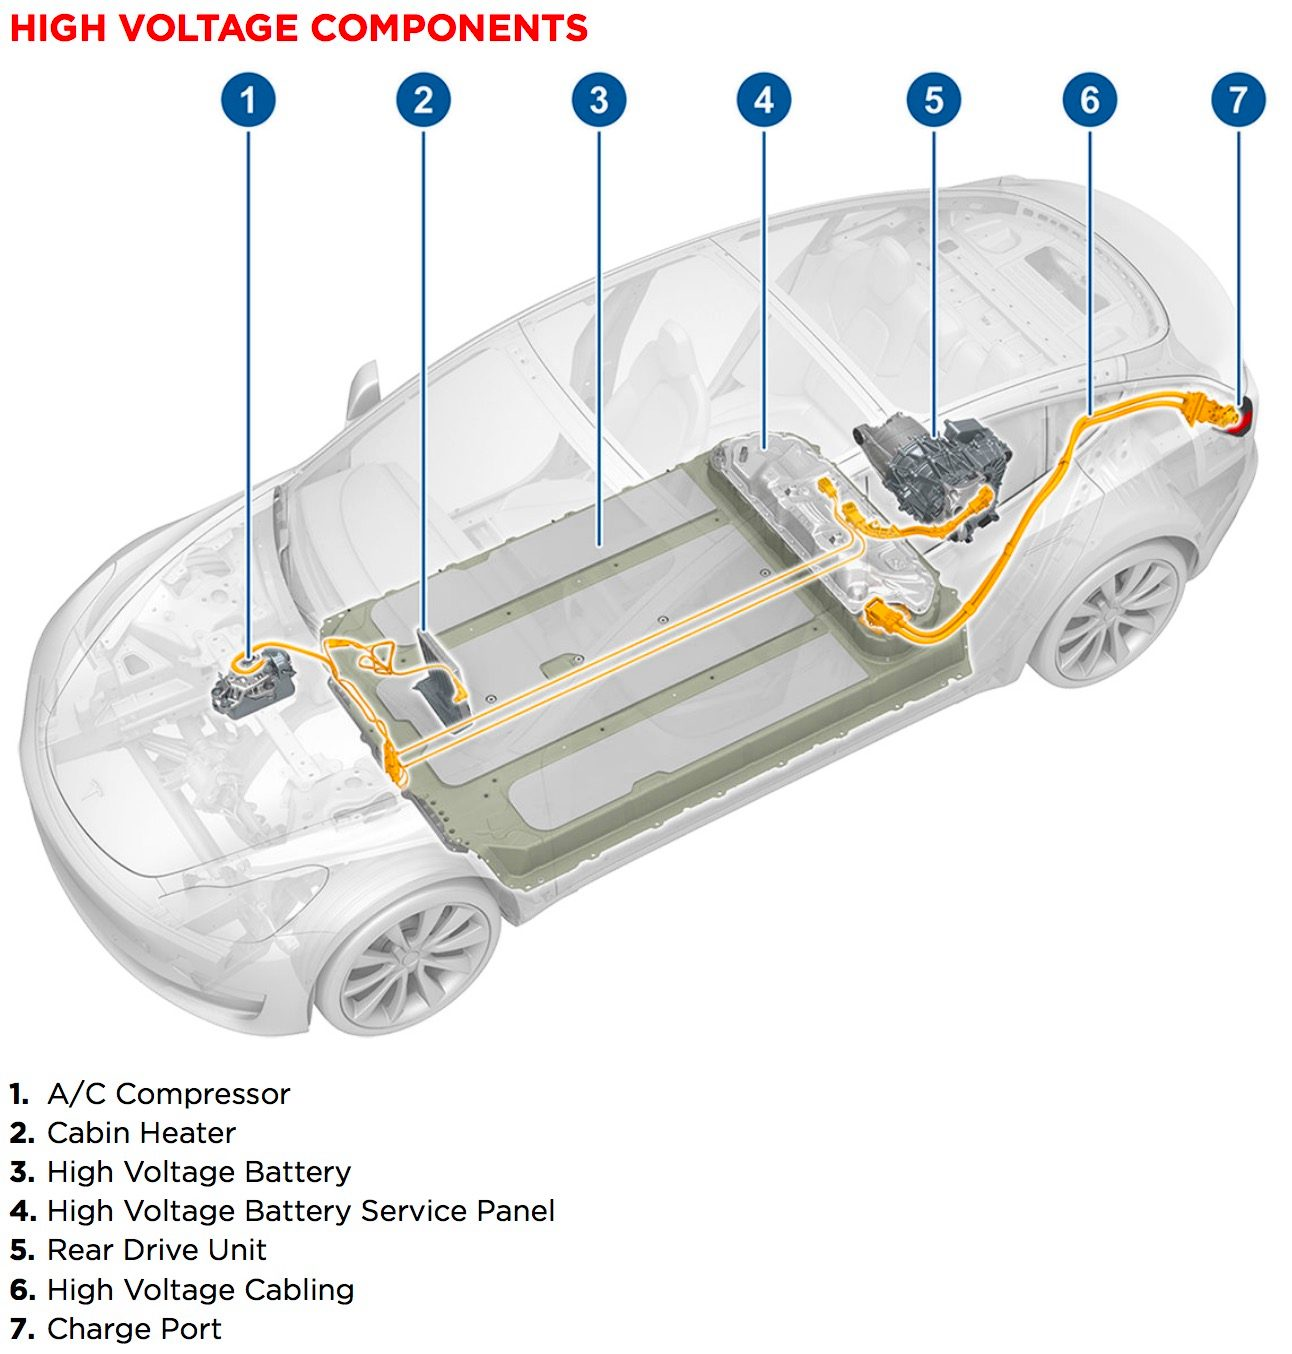 HIGH VOLTAGE COMPONENTS
1 2 3 4 5 6 7
1. A/C Compressor
2. Cabin Heater
3. High Voltage Battery
4. High Voltage Battery Service Panel
5. Rear Drive Unit
6. High Voltage Cabling
7. Charge Port